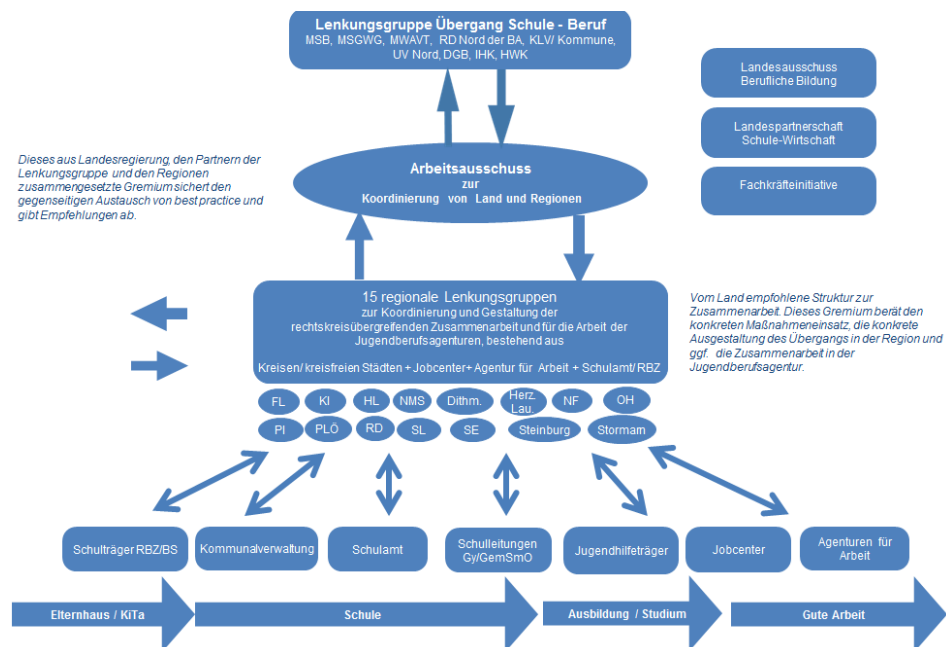 Lenkungsgruppe Übergang Schule - Beruf
MSB, MSGWG, MWAVT, RD Nord der BA, KLV/ Kommune,
UV Nord, DGB, IHK, HWK
Landesausschuss
Berufliche Bildung
Landespartnerschaft
Schule-Wirtschaft
Fachkräfteinitiative
Dieses aus Landesregierung, den Partnern der
Lenkungsgruppe und den Regionen
zusammengesetzte Gremium sichert den
gegenseitigen Austausch von best practice und
gibt Empfehlungen ab.
Arbeitsausschuss
zur
Koordinierung von Land und Regionen
15 regionale Lenkungsgruppen
zur Koordinierung und Gestaltung der
rechtskreisübergreifenden Zusammenarbeit und für die Arbeit der
Jugendberufsagenturen, bestehend aus
Kreisen/ kreisfreien Städten + Jobcenter+ Agentur für Arbeit + Schulamt/ RBZ
Vom Land empfohlene Struktur zur
Zusammenarbeit. Dieses Gremium berät den
konkreten Maßnahmeneinsatz, die konkrete
Ausgestaltung des Übergangs in der Region und
ggf. die Zusammenarbeit in der
Jugendberufsagentur.
FL KI HL NMS Dithm. Herz. Lau. NF OH
PI PLÖ RD SL SE Steinburg Stormam
Schulträger RBZ/BS
Kommunalverwaltung
Schulamt
Schulleitungen
Gy/GemSmO
Jugendhilfeträger
Jobcenter
Agenturen für
Arbeit
Elternhaus / KiTa
Schule
Ausbildung / Studium
Gute Arbeit